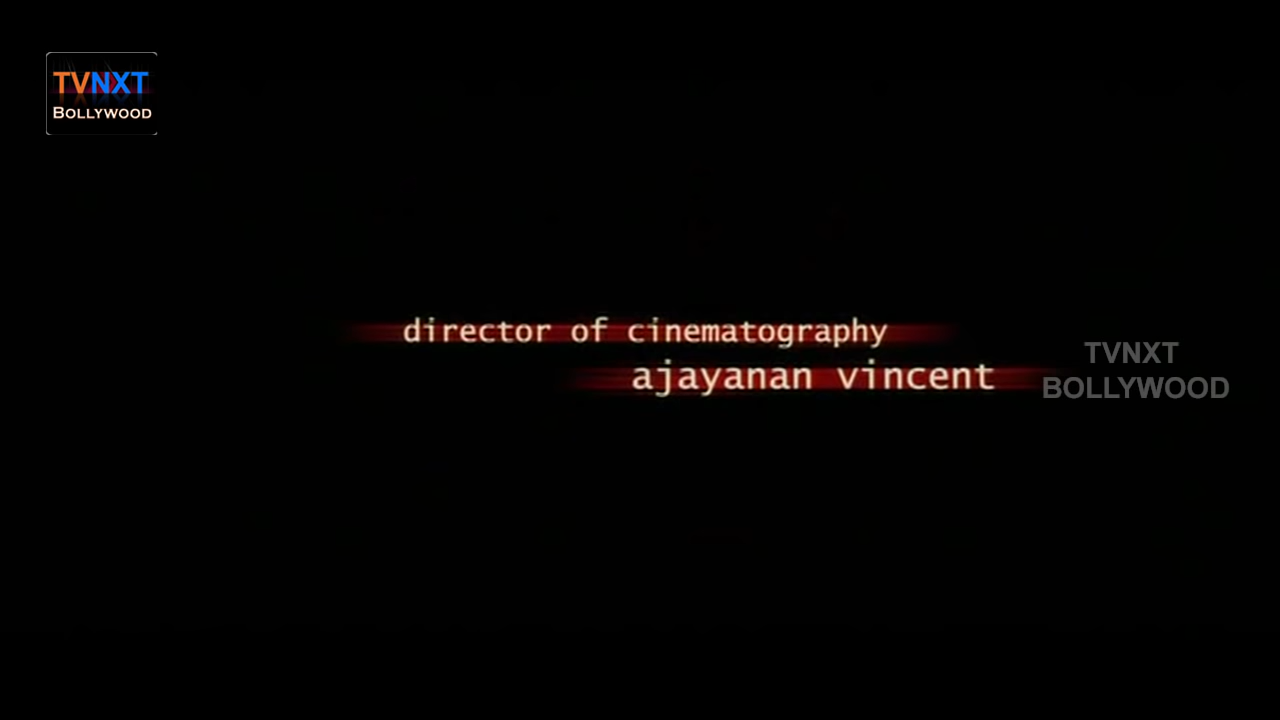 TVNXT
BOLLYWOOD
director of cinematography
ajayanan vincent
TVNXT
BOLLYWOOD